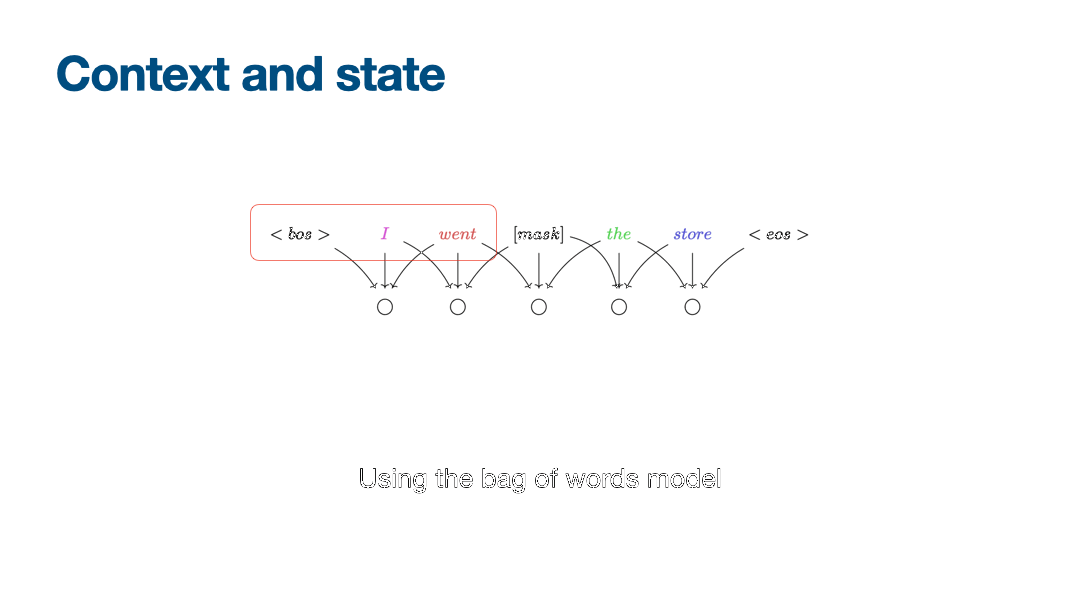 Context and state
< bos > I went [mask] the store < eos >
Using the bag of words model